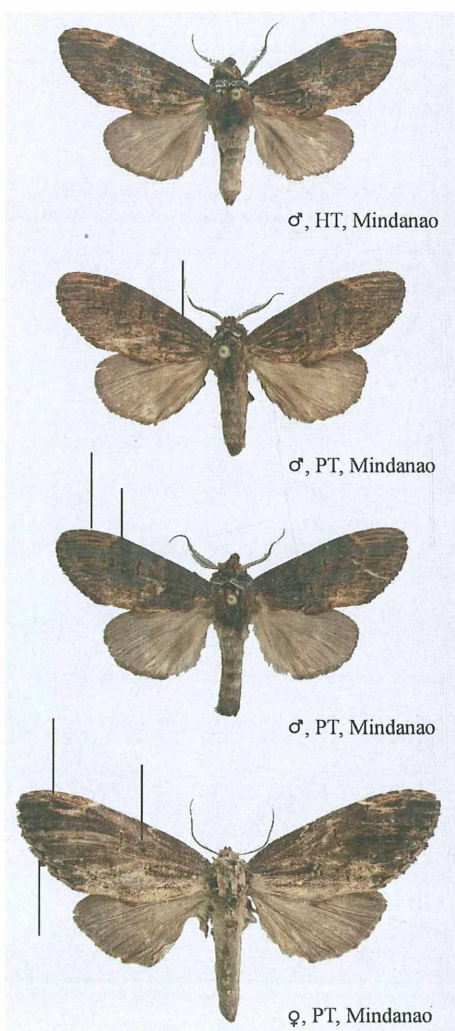 ♂, HT, Mindanao
♂, PT, Mindanao
♂, PT, Mindanao
♀, PT, Mindanao